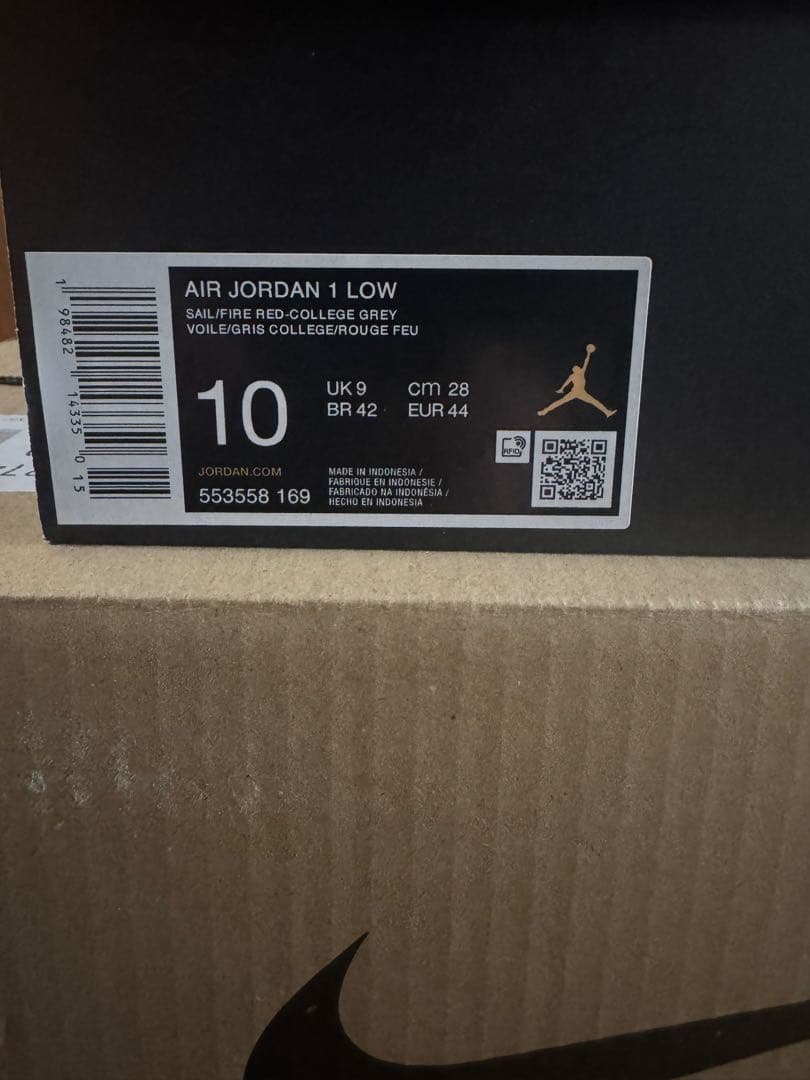 AIR JORDAN 1 LOW
SAIL/FIRE RED-COLLEGE GREY
VOILE/GRIS COLLEGE/ROUGE FEU
10
UK 9 cm 28
BR 42 EUR 44
RFID
JORDAN.COM
553558 169
MADE IN INDONESIA /
FABRIQUE EN INDONESIE /
FABRICADO NA INDONÉSIA /
HECHO EN INDONESIA
1 98482 14335 0 15